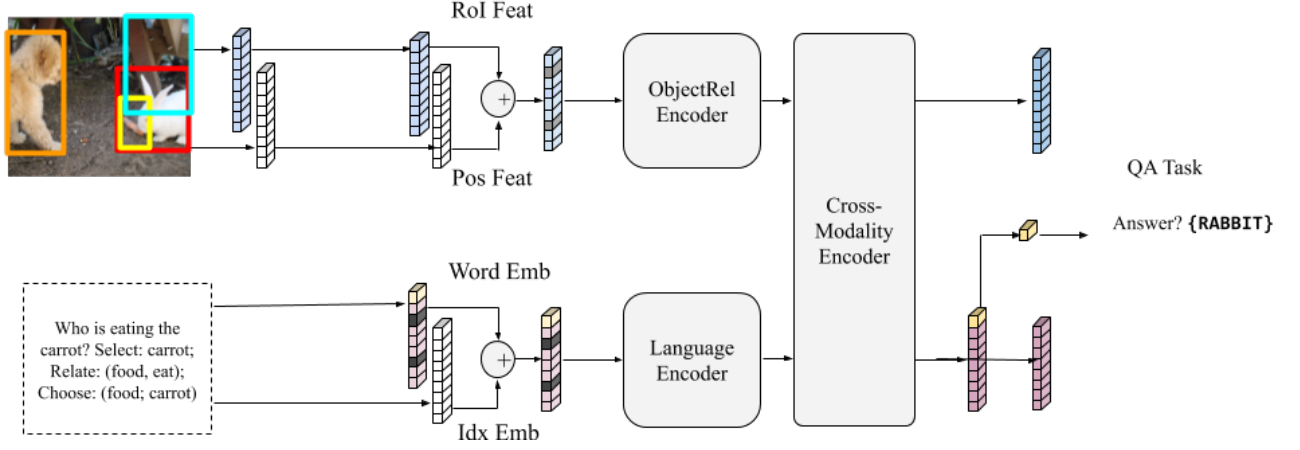 RoI Feat
ObjectRel
Encoder
Pos Feat
QA Task
Cross-
Modality
Encoder
Answer? {RABBIT}
Word Emb
Who is eating the
carrot? Select: carrot;
Relate: (food, eat);
Choose: (food; carrot)
Language
Encoder
Idx Emb
+
+